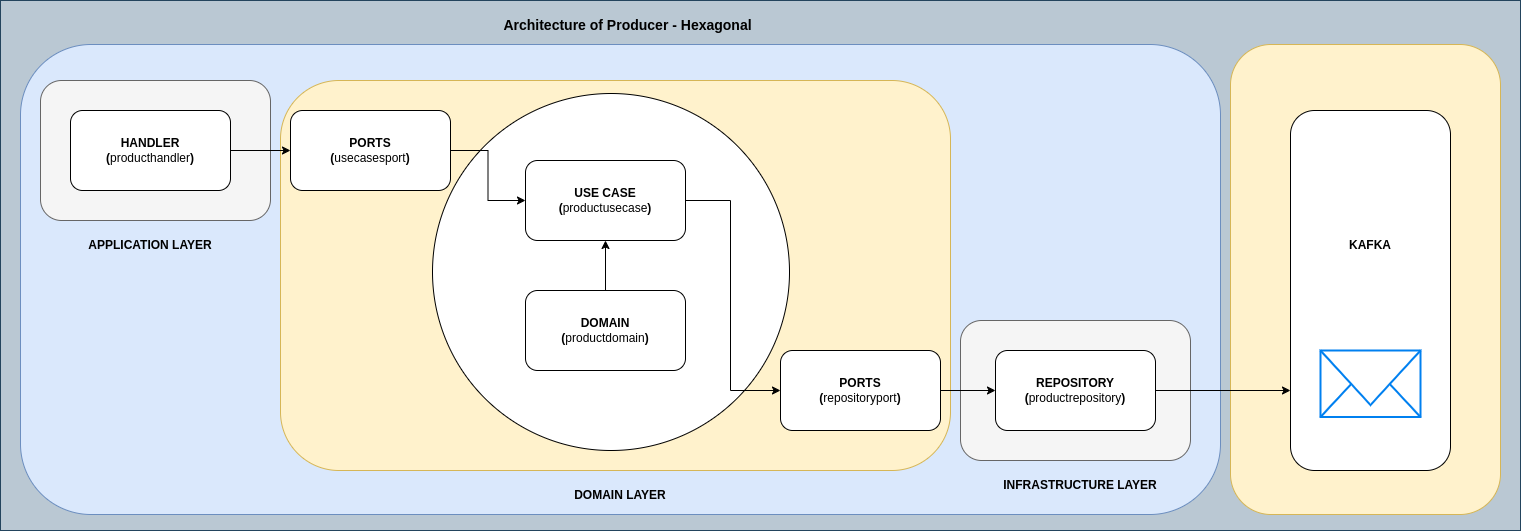 Architecture of Producer - Hexagonal
HANDLER
(producthandler)
APPLICATION LAYER
PORTS
(usecasesport)
USE CASE
(productusecase)
DOMAIN
(productdomain)
PORTS
(repositoryport)
DOMAIN LAYER
REPOSITORY
(productrepository)
INFRASTRUCTURE LAYER
KAFKA